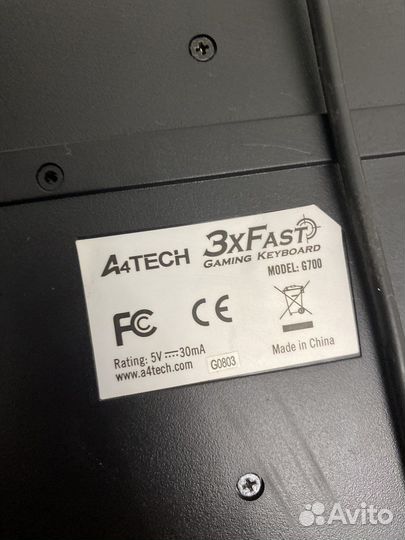 A4TECH 3xFAST
GAMING KEYBOARD
MODEL: G700
FC CE
Rating: 5V⎓30mA
www.a4tech.com G0803 Made in China
Avito